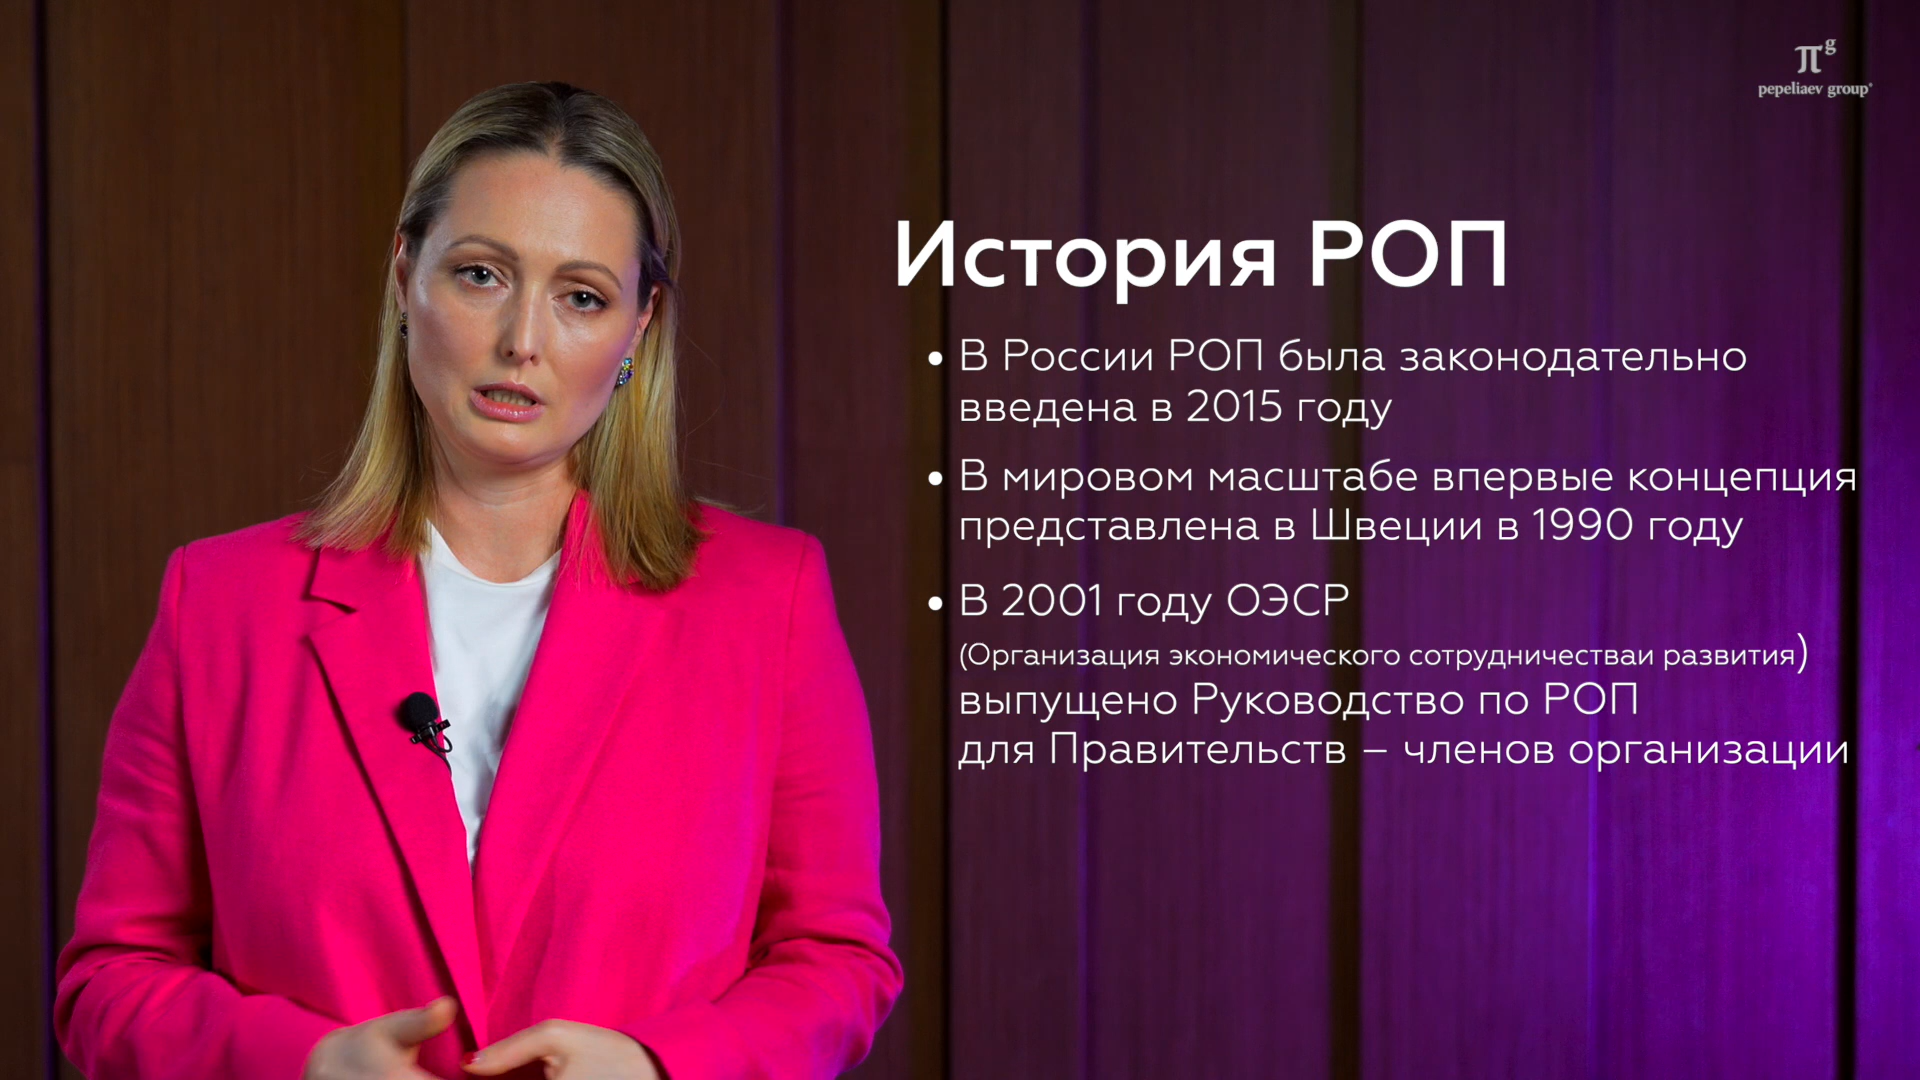 πg
pepeliaev group®
История РОП
• В России РОП была законодательно
введена в 2015 году
• В мировом масштабе впервые концепция
представлена в Швеции в 1990 году
• В 2001 году ОЭСР
(Организация экономического сотрудничестваи развития)
выпущено Руководство по РОП
для Правительств – членов организации